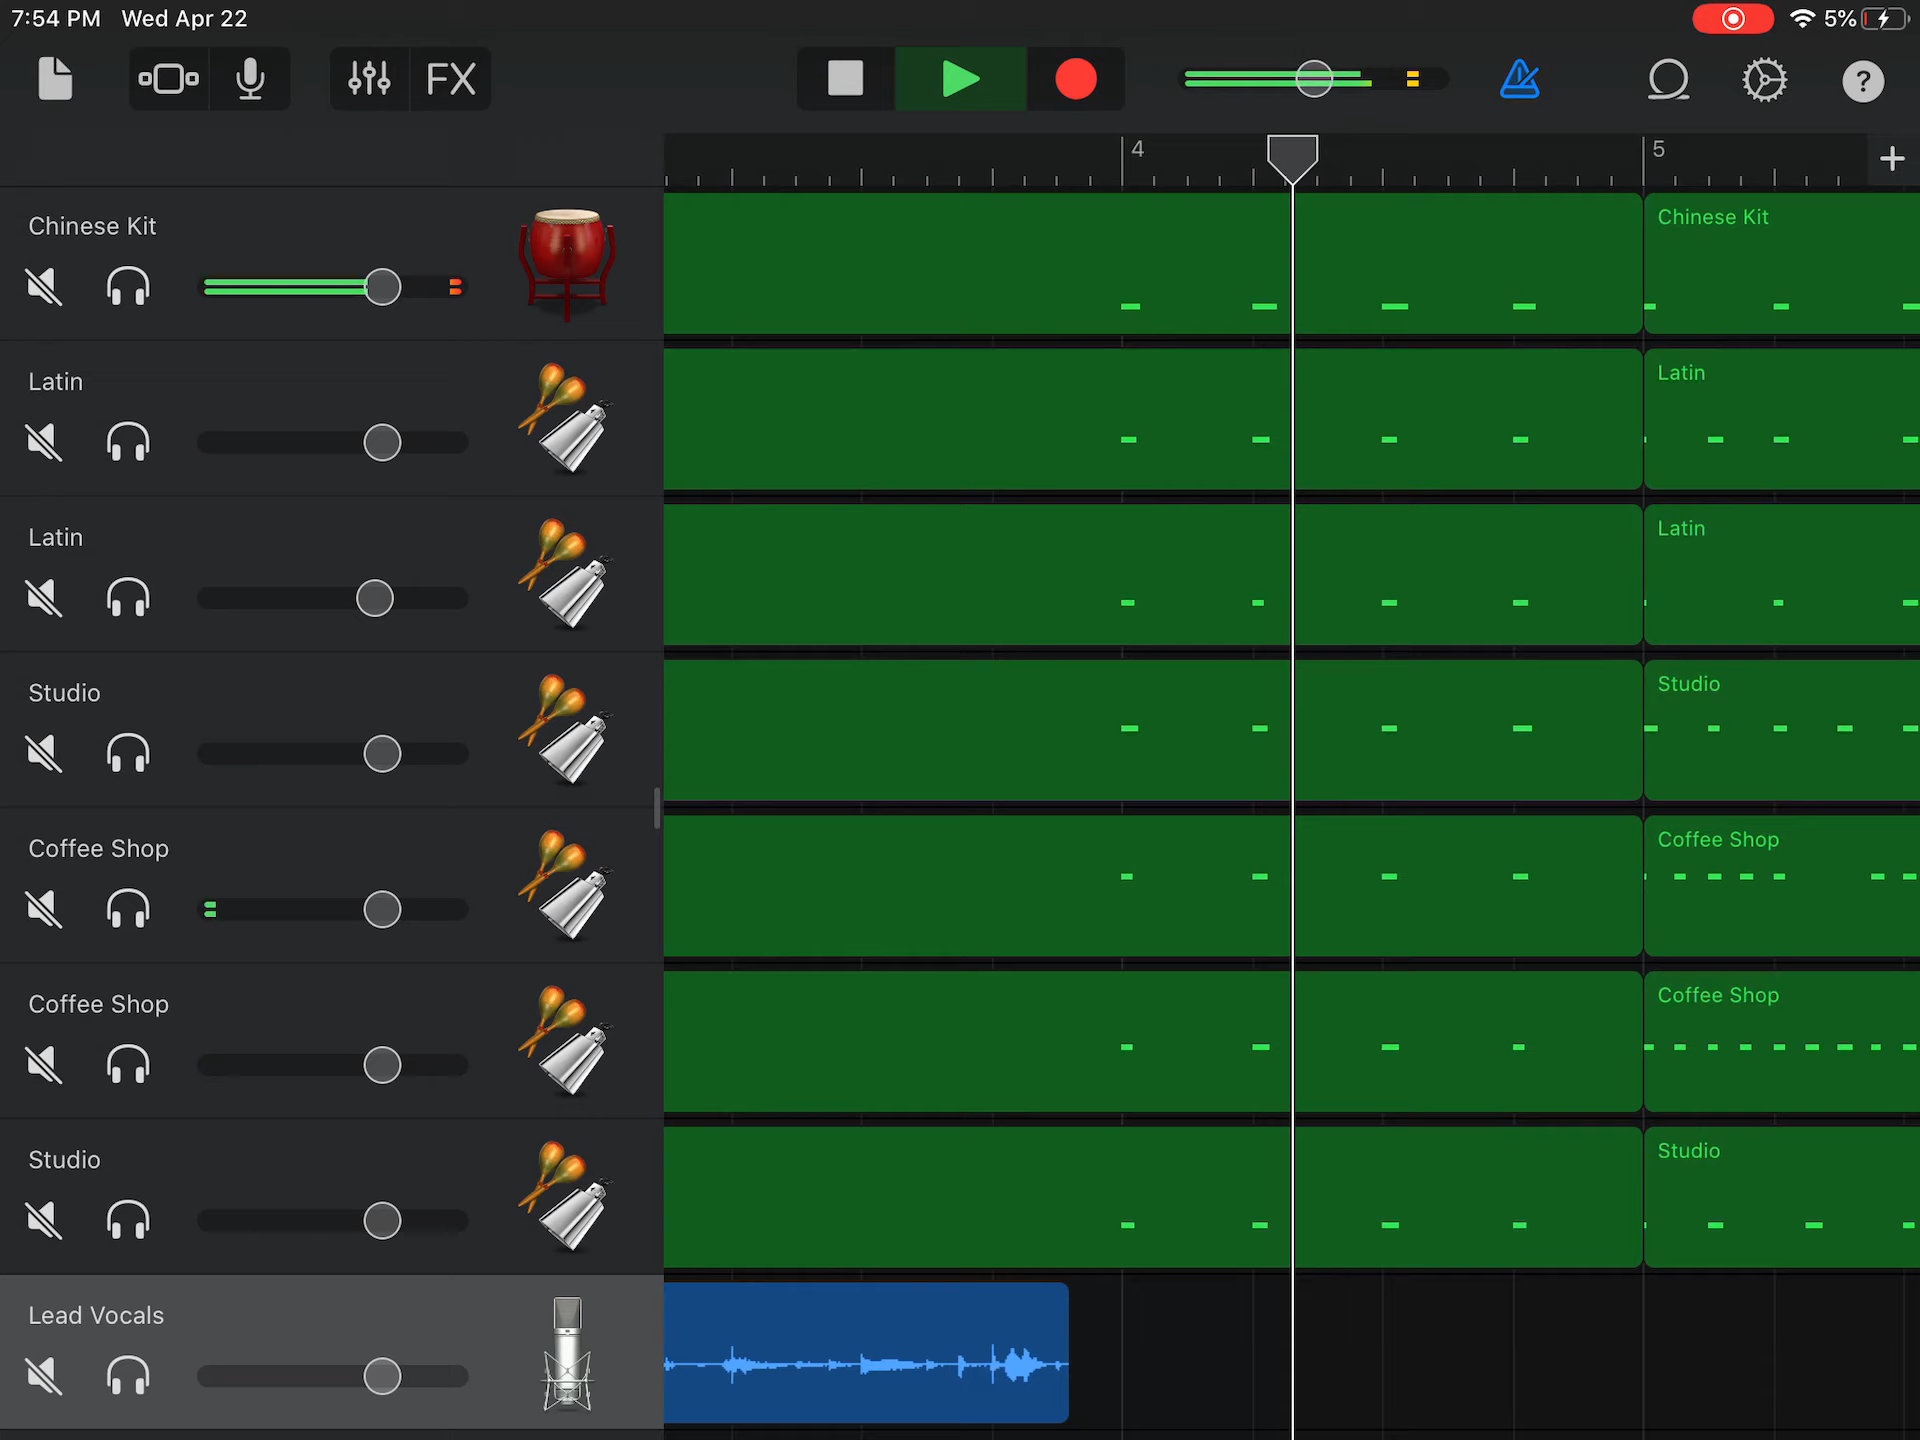 7:54 PM Wed Apr 22
5%
FX
?
4
5
+
Chinese Kit
Chinese Kit
Latin
Latin
Latin
Latin
Studio
Studio
Coffee Shop
Coffee Shop
Coffee Shop
Coffee Shop
Studio
Studio
Lead Vocals